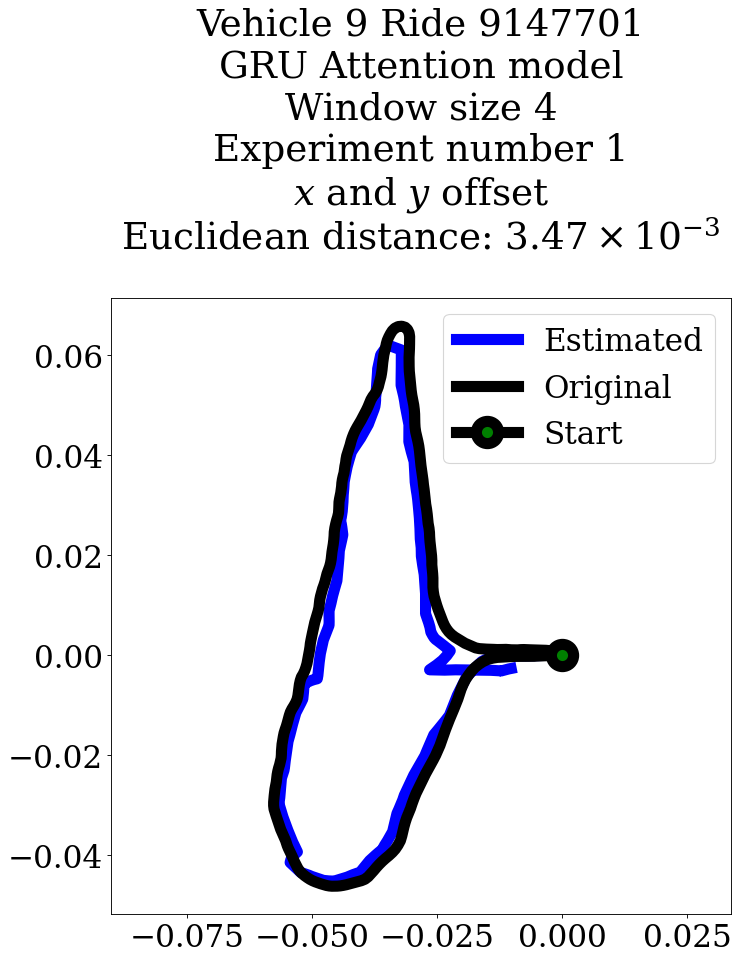 Vehicle 9 Ride 9147701
GRU Attention model
Window size 4
Experiment number 1
x and y offset
Euclidean distance: 3.47 × 10⁻³
Estimated
Original
Start
0.06
0.04
0.02
0.00
−0.02
−0.04
−0.075 −0.050 −0.025 0.000 0.025